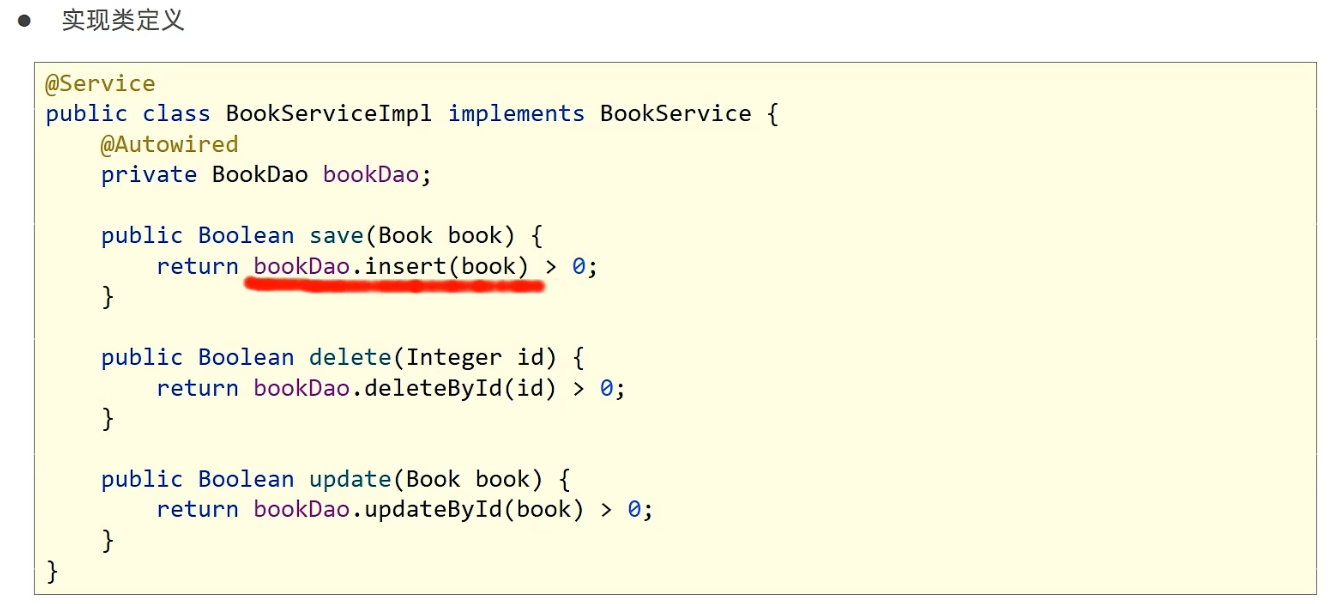 ● 实现类定义
@Service
public class BookServiceImpl implements BookService {
    @Autowired
    private BookDao bookDao;
    public Boolean save(Book book) {
        return bookDao.insert(book) > 0;
    }
    public Boolean delete(Integer id) {
        return bookDao.deleteById(id) > 0;
    }
    public Boolean update(Book book) {
        return bookDao.updateById(book) > 0;
    }
}